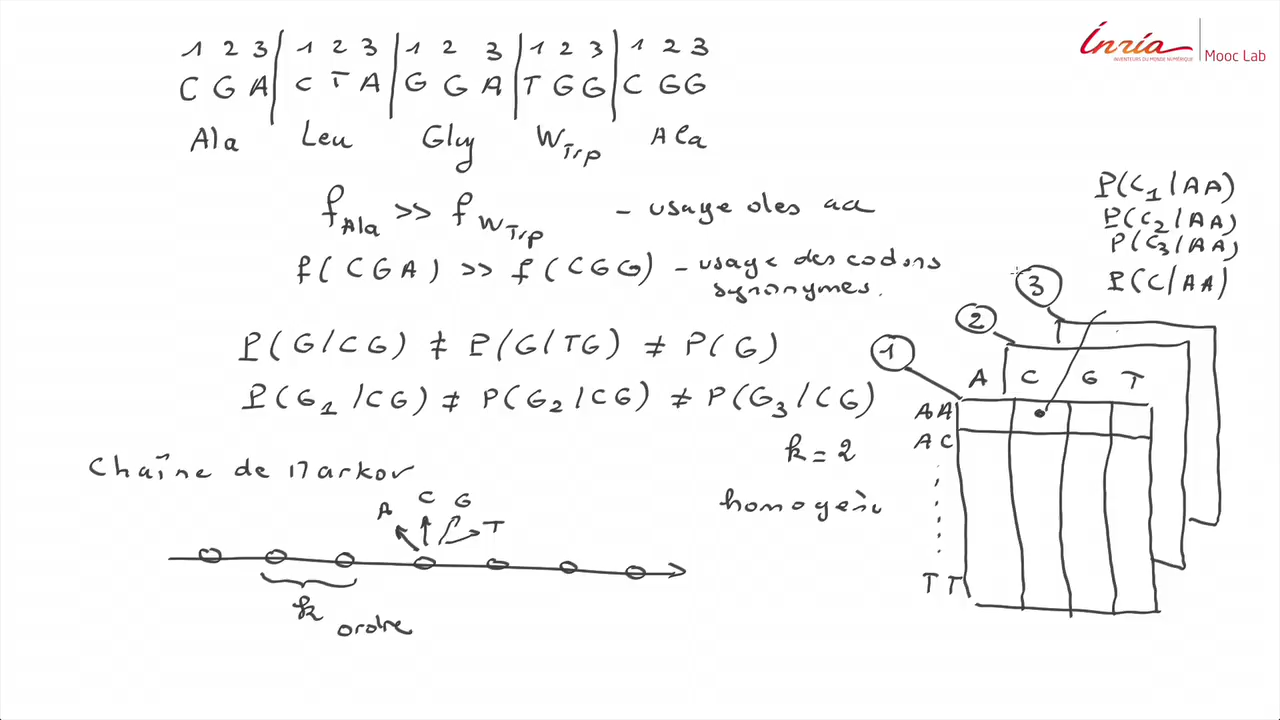 inria
INVENTEURS DU MONDE NUMÉRIQUE
Mooc Lab
1 2 3 | 1 2 3 | 1 2 3 | 1 2 3 | 1 2 3
C G A | C T A | G G A | T G G | C G G
Ala Leu Gly W Trp Ala
f Ala >> f W Trp - usage des aa
f(CGA) >> f(CGG) - usage des codons
synonymes.
P(G/CG) ≠ P(G/TG) ≠ P(G)
P(G1/CG) ≠ P(G2/CG) ≠ P(G3/CG)
k = 2
homogèn
Chaîne de Markov
A C G T
k
ordre
P(C1/AA)
P(C2/AA)
P(C3/AA)
P(C/AA)
3
2
1
A C G T
AA
AC
TT